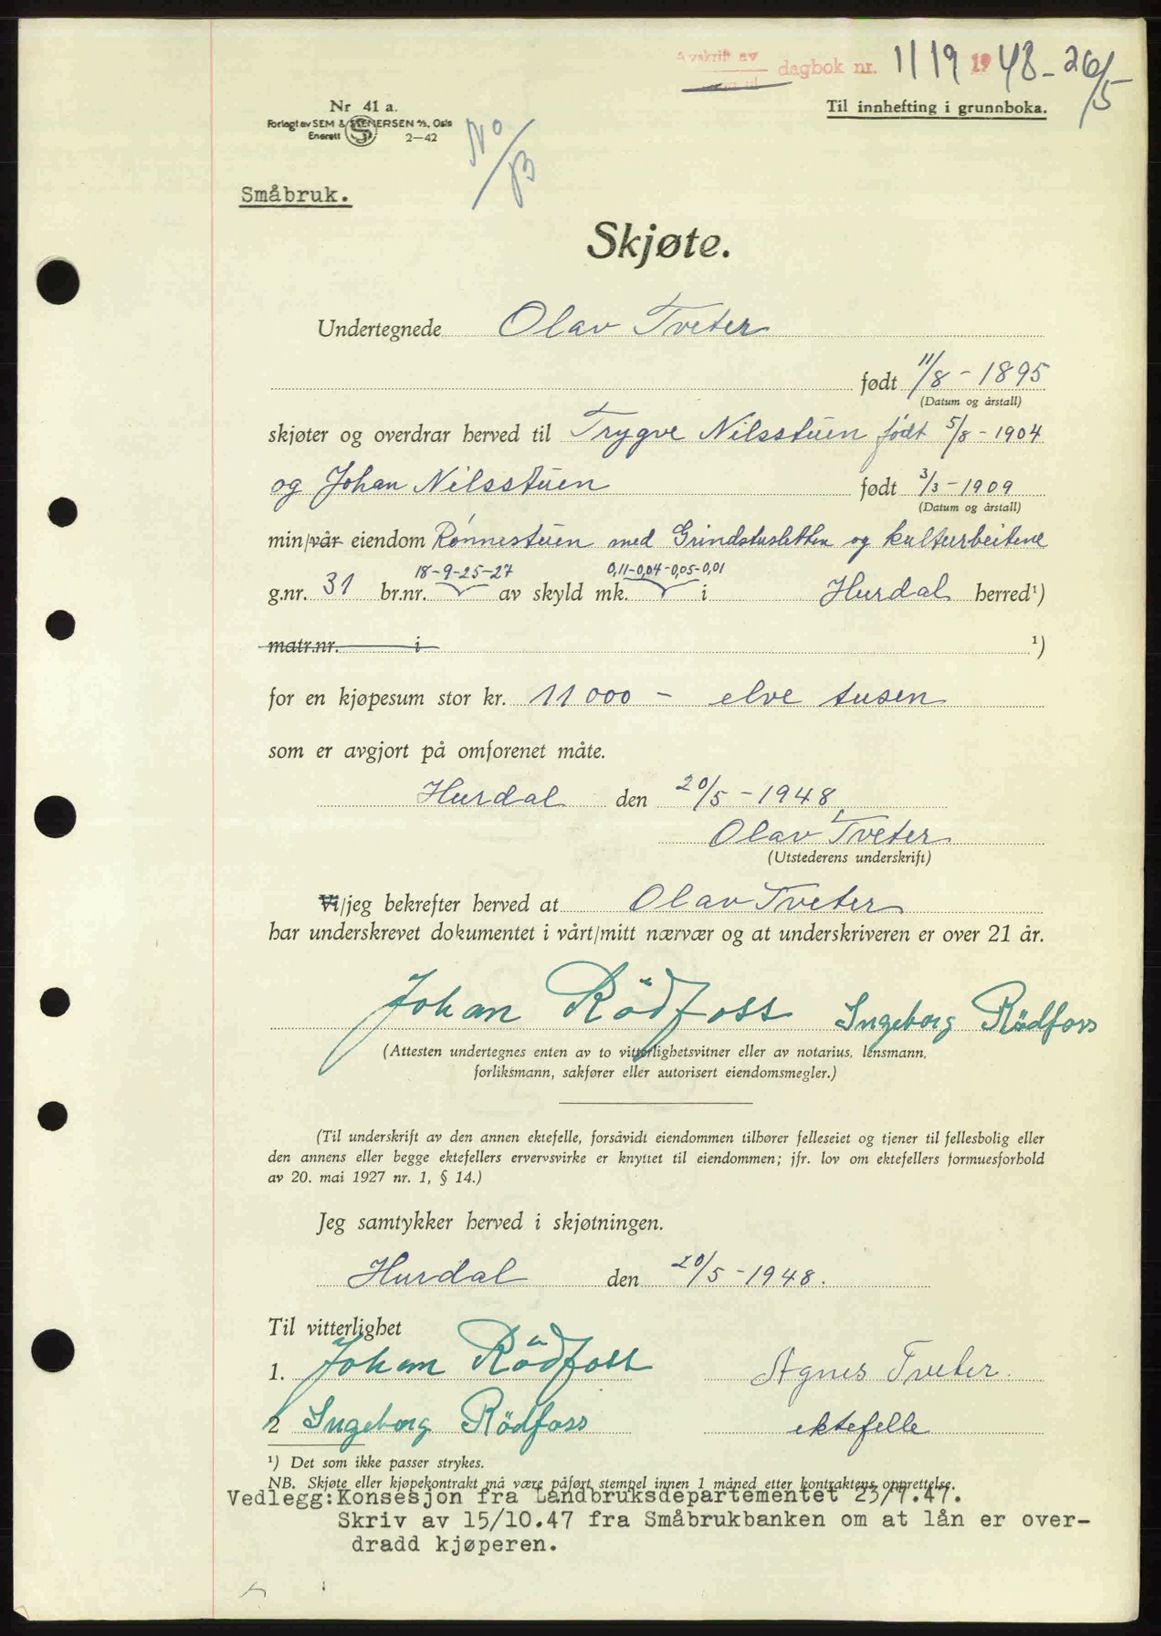 Avskrift av
dagbok nr. 1119 1948 - 26/5
Til innhefting i grunnboka.
Nr 41 a.
Forlagt av SEM & STENERSEN A/S, Oslo
Enerett 2-42
No/B
Småbruk.
Skjøte.
Undertegnede Olav Tveter
født 11/8 - 1895
(Datum og årstall)
skjøter og overdrar herved til Trygve Nilsstuen født 5/8 - 1904
og Johan Nilsstuen født 3/3 - 1909
(Datum og årstall)
min/vår eiendom Rønnestuen med Grindstusletten og kulturbeitene
18-9-25-27 0,11-0,04-0,05-0,01
g.nr. 31 br.nr. av skyld mk. i Hurdal herred¹)
matr.nr. i ¹)
for en kjøpesum stor kr. 11 000 - elve tusen
som er avgjort på omforenet måte.
Hurdal den 20/5 - 1948
Olav Tveter
(Utstederens underskrift)
Vi/jeg bekrefter herved at Olav Tveter
har underskrevet dokumentet i vårt/mitt nærvær og at underskriveren er over 21 år.
Johan Rödfoss Ingeborg Rödfoss
(Attesten undertegnes enten av to vitterlighetsvitner eller av notarius, lensmann,
forliksmann, sakfører eller autorisert eiendomsmegler.)
(Til underskrift av den annen ektefelle, forsåvidt eiendommen tilhører felleseiet og tjener til fellesbolig eller
den annens eller begge ektefellers ervervsvirke er knyttet til eiendommen; jfr. lov om ektefellers formuesforhold
av 20. mai 1927 nr. 1, § 14.)
Jeg samtykker herved i skjøtningen.
Hurdal den 20/5 - 1948.
Til vitterlighet
1. Johan Rödfoss Agnes Tveter.
2 Ingeborg Rödfoss ektefelle
¹) Det som ikke passer strykes.
NB. Skjøte eller kjøpekontrakt må være påført stempel innen 1 måned etter kontraktens opprettelse.
Vedlegg: Konsesjon fra Landbruksdepartementet 23/7.47.
Skriv av 15/10.47 fra Småbrukbanken om at lån er over-
dradd kjøperen.